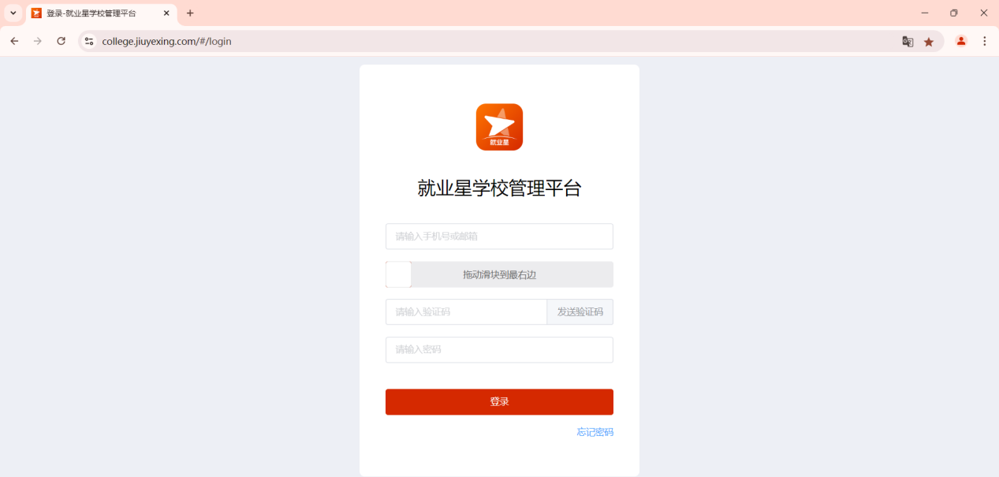 登录-就业星学校管理平台
college.jiuyexing.com/#/login
就业星
就业星学校管理平台
请输入手机号或邮箱
拖动滑块到最右边
请输入验证码
发送验证码
请输入密码
登录
忘记密码